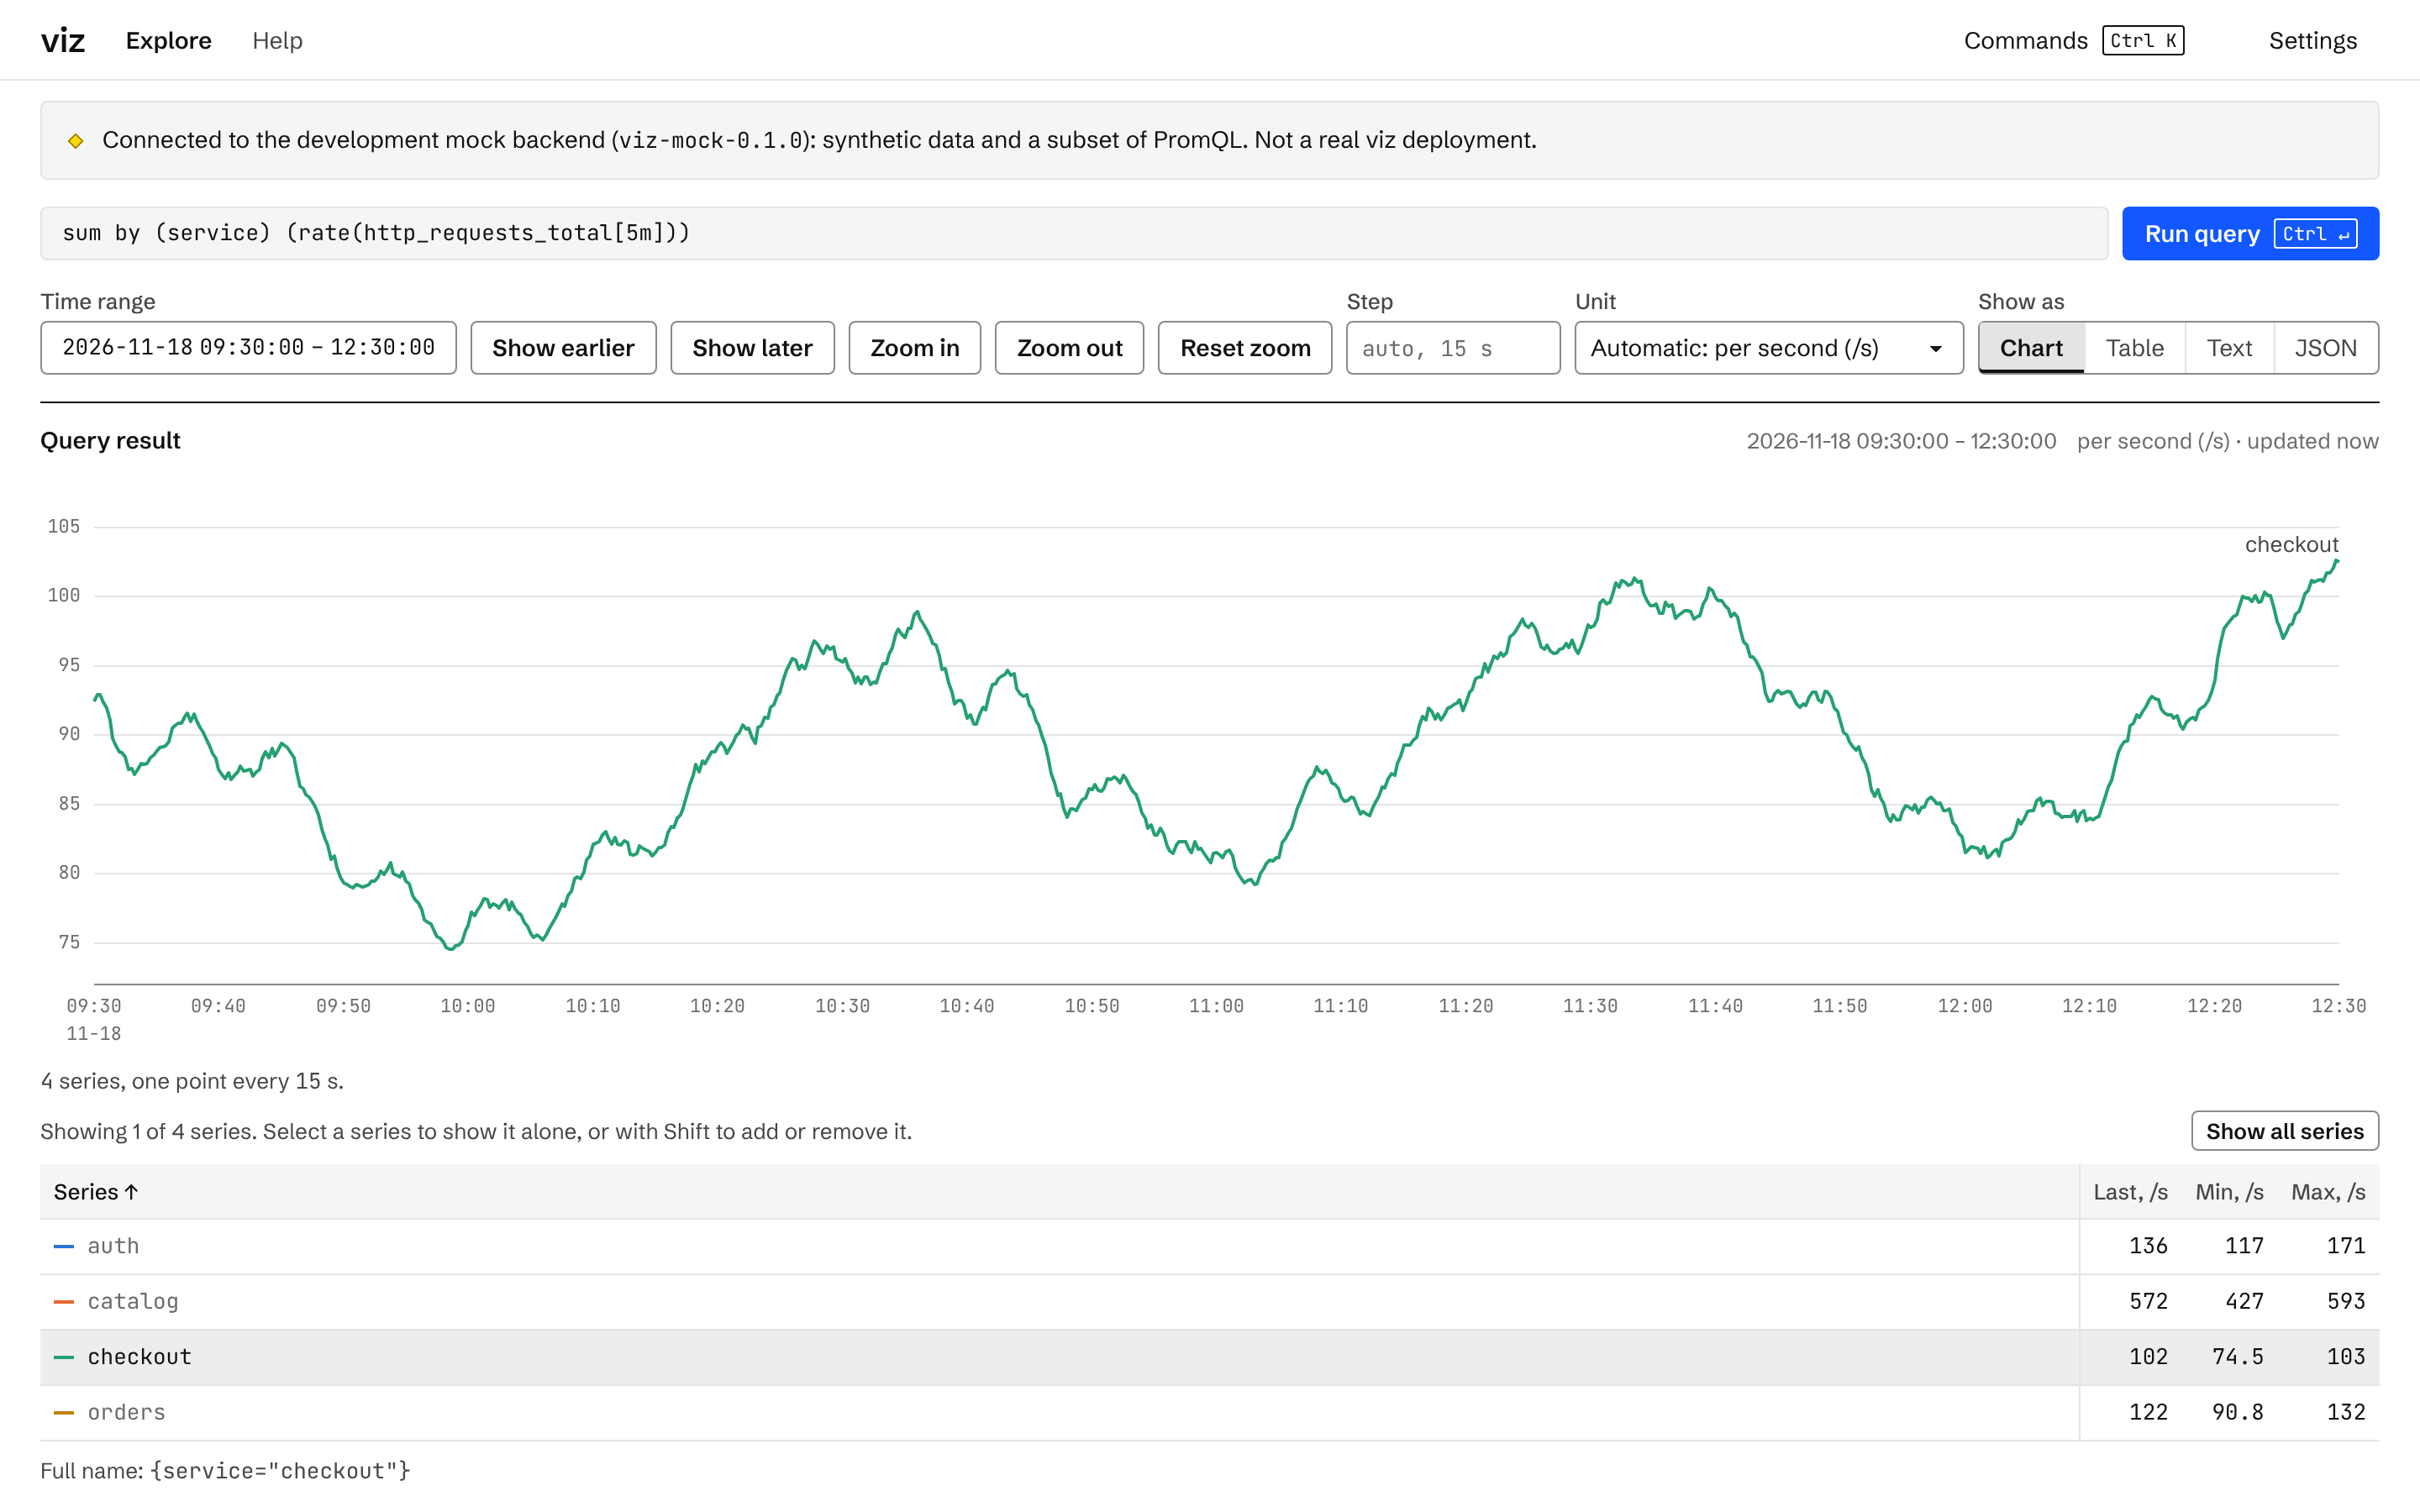 viz Explore Help Commands Ctrl K Settings
Connected to the development mock backend (viz-mock-0.1.0): synthetic data and a subset of PromQL. Not a real viz deployment.
sum by (service) (rate(http_requests_total[5m])) Run query Ctrl ↵
Time range Step Unit Show as
2026-11-18 09:30:00 – 12:30:00 Show earlier Show later Zoom in Zoom out Reset zoom auto, 15 s Automatic: per second (/s) Chart Table Text JSON
Query result 2026-11-18 09:30:00 – 12:30:00 per second (/s) · updated now
105
checkout
100
95
90
85
80
75
09:30 09:40 09:50 10:00 10:10 10:20 10:30 10:40 10:50 11:00 11:10 11:20 11:30 11:40 11:50 12:00 12:10 12:20 12:30
11-18
4 series, one point every 15 s.
Showing 1 of 4 series. Select a series to show it alone, or with Shift to add or remove it. Show all series
Series ↑ Last, /s Min, /s Max, /s
auth 136 117 171
catalog 572 427 593
checkout 102 74.5 103
orders 122 90.8 132
Full name: {service="checkout"}